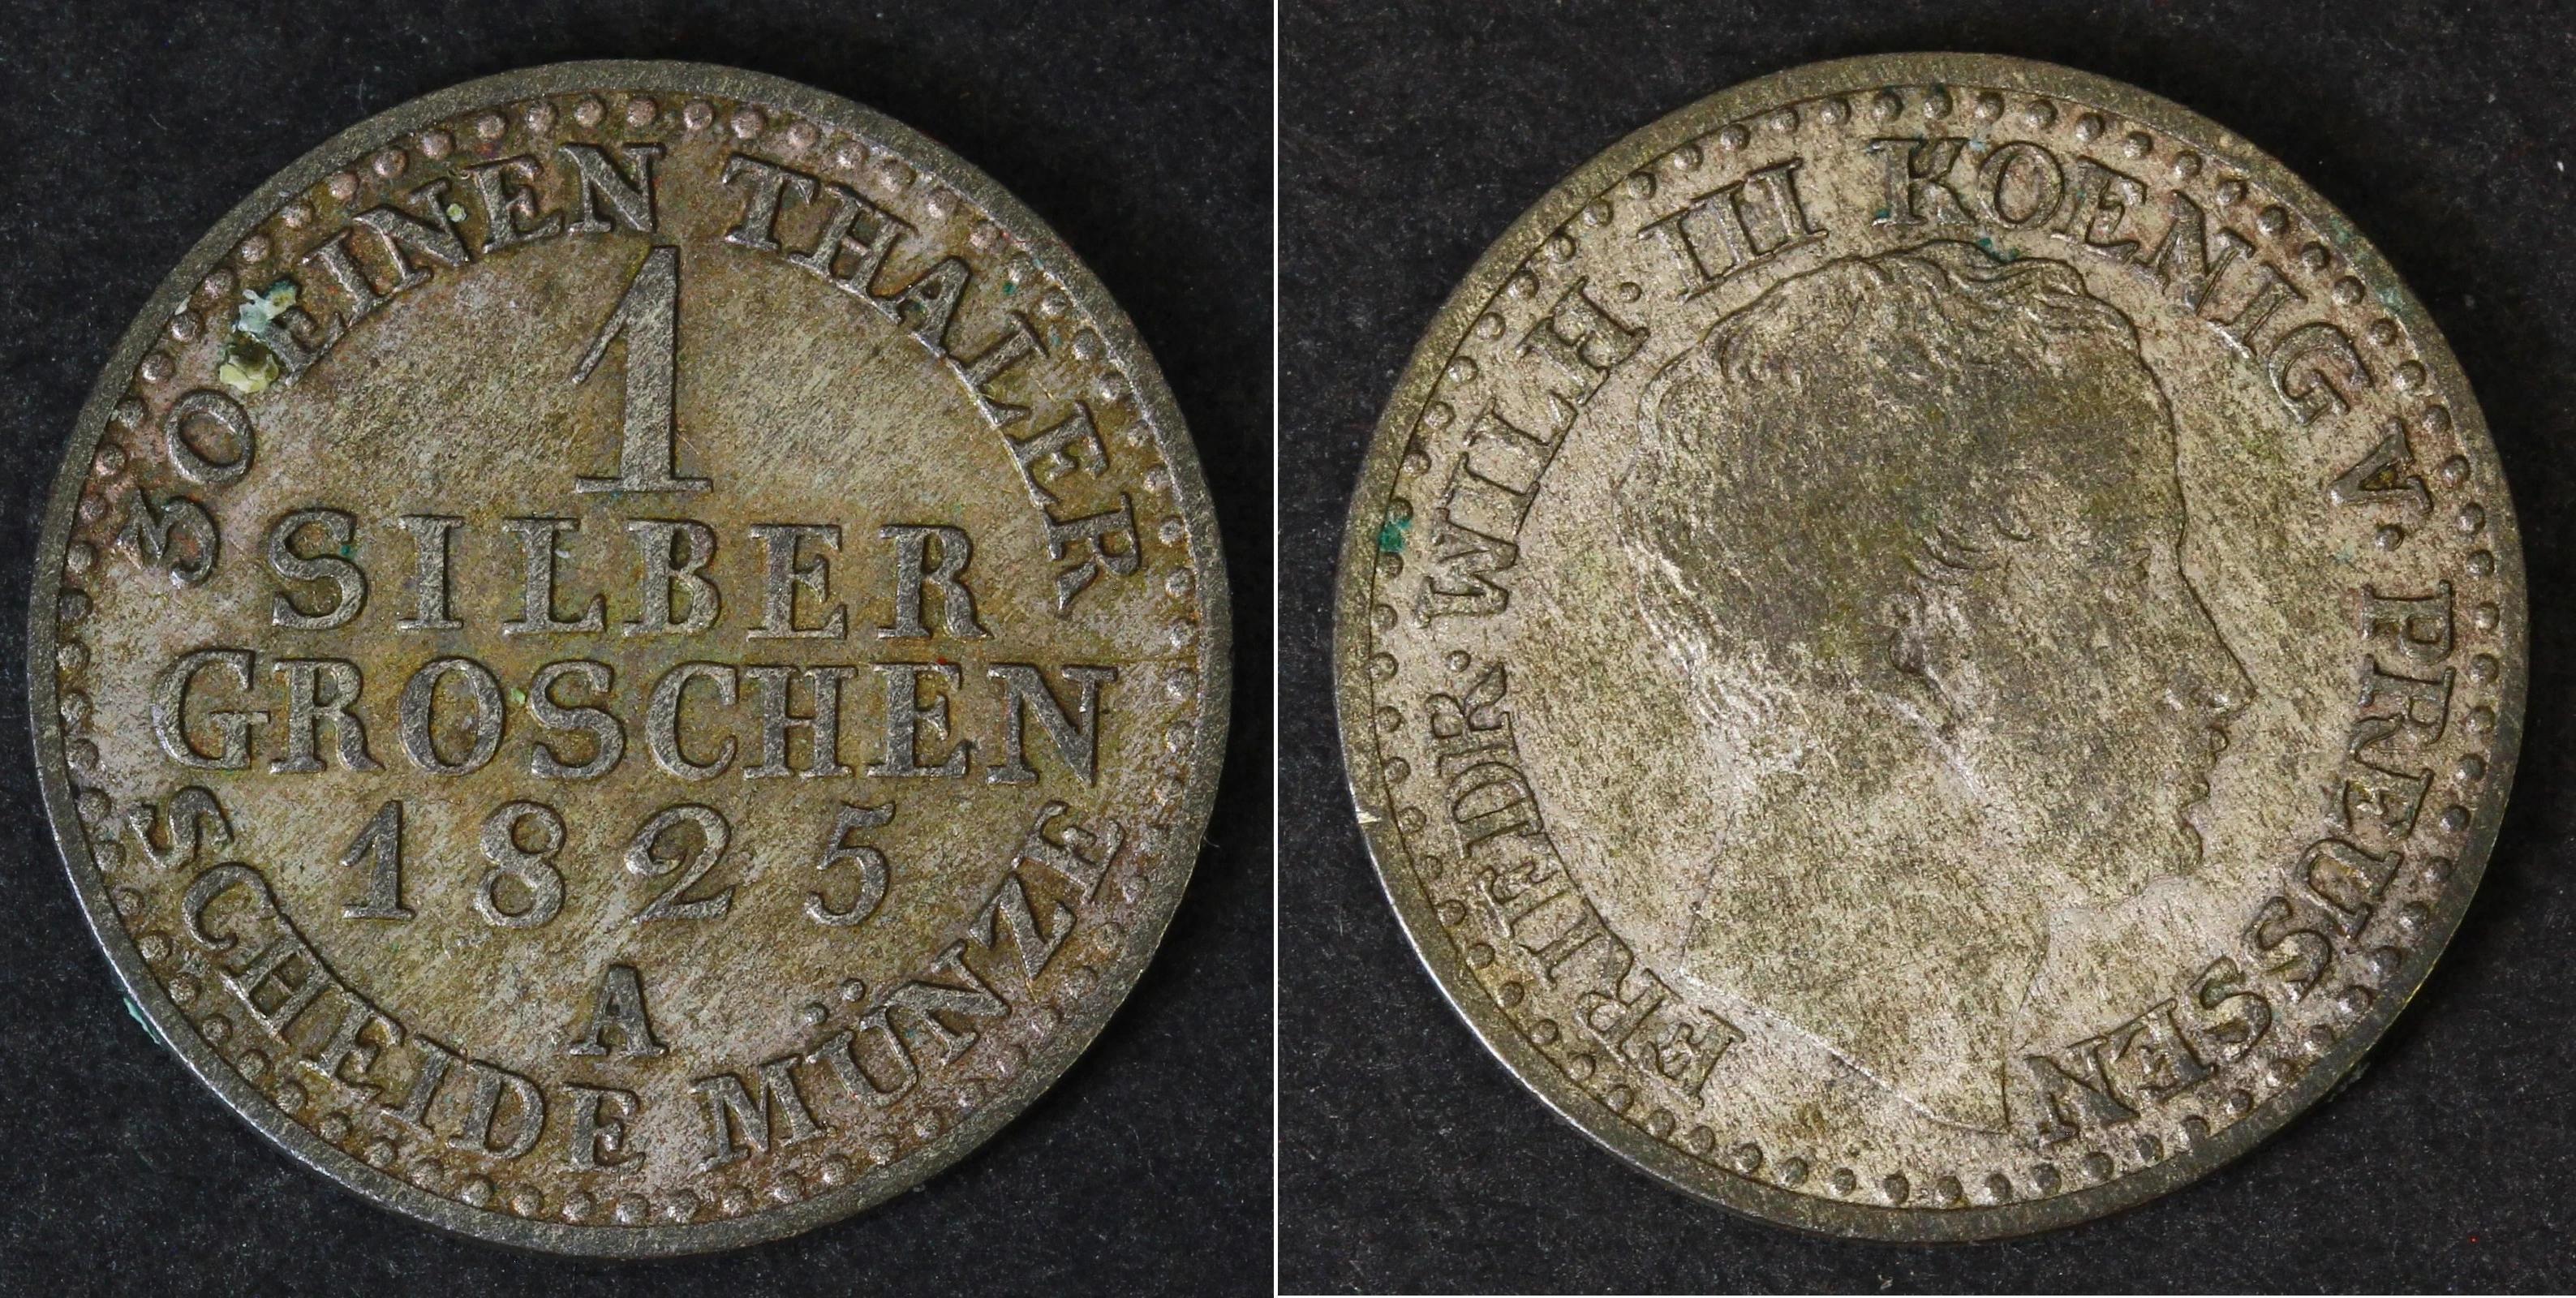 30 EINEN THALER
1
SILBER
GROSCHEN
1825
A
SCHEIDE MÜNZE
FRIEDR. WILH. III KOENIG V. PREUSSEN